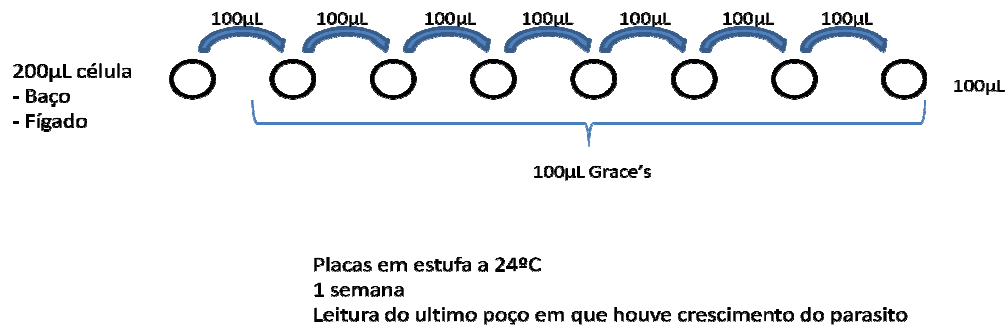 100µL 100µL 100µL 100µL 100µL 100µL 100µL
200µL célula
- Baço
- Fígado
100µL
100µL Grace's
Placas em estufa a 24ºC
1 semana
Leitura do ultimo poço em que houve crescimento do parasito